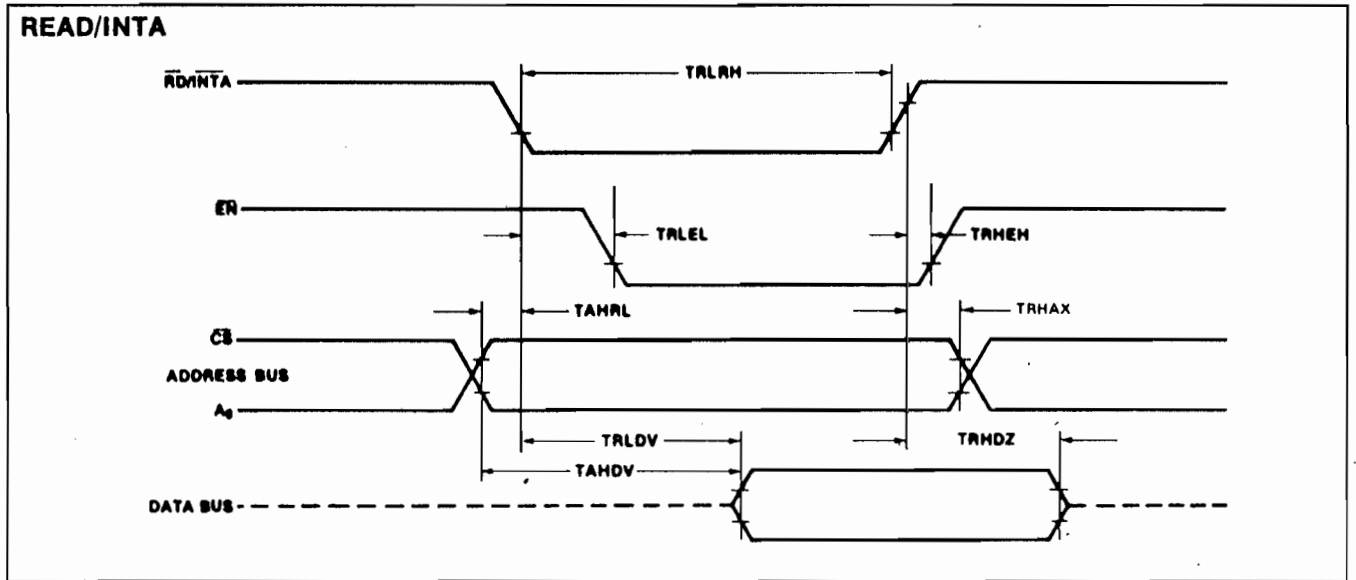 READ/INTA
RD/INTA
TRLRH
EN
TRLEL
TRHEH
TAHRL
TRHAX
CS
ADDRESS BUS
A0
TRLDV
TRHDZ
TAHDV
DATA BUS